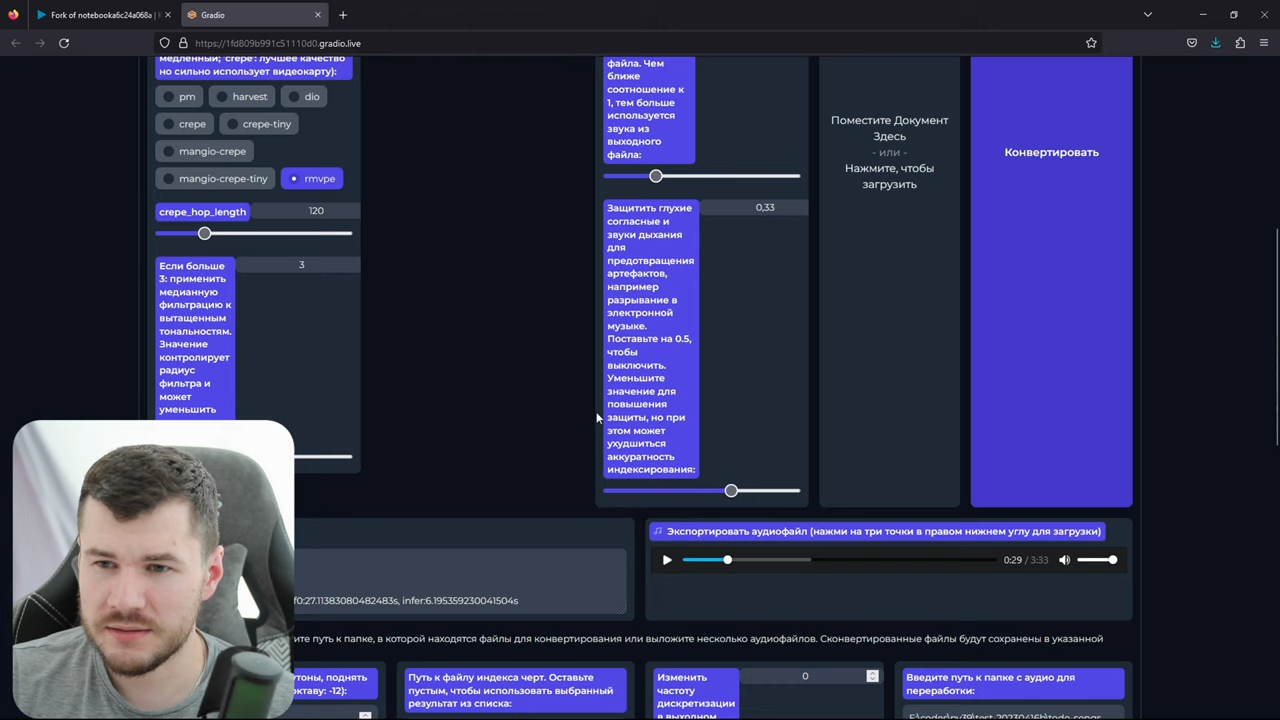 Fork of notebooka6c24a068a |
Gradio
https://1fd809b991c51110d0.gradio.live
медленный; 'crepe': лучшее качество
но сильно использует видеокарту):
pm
harvest
dio
crepe
crepe-tiny
mangio-crepe
mangio-crepe-tiny
rmvpe
crepe_hop_length
120
Если больше
3: применить
медианную
фильтрацию к
вытащенным
тональностям.
Значение
контролирует
радиус
фильтра и
может
уменьшить
3
файла. Чем
ближе
соотношение к
1, тем больше
используется
звука из
выходного
файла:
Защитить глухие
согласные и
звуки дыхания
для
предотвращения
артефактов,
например
разрывание в
электронной
музыке.
Поставьте на 0.5,
чтобы
выключить.
Уменьшите
значение для
повышения
защиты, но при
этом может
ухудшиться
аккуратность
индексирования:
0,33
Поместите Документ
Здесь
- или -
Нажмите, чтобы
загрузить
Конвертировать
f0:27.11383080482483s, infer:6.195359230041504s
Экспортировать аудиофайл (нажми на три точки в правом нижнем углу для загрузки)
0:29 / 3:33
ите путь к папке, в которой находятся файлы для конвертирования или выложите несколько аудиофайлов. Сконвертированные файлы будут сохранены в указанной
утоны, поднять
октаву: -12):
Путь к файлу индекса черт. Оставьте
пустым, чтобы использовать выбранный
результат из списка:
Изменить
частоту
дискретизации
в выходном
0
Введите путь к папке с аудио для
переработки:
E:\codes\py39\test-20230416b\todo-songs